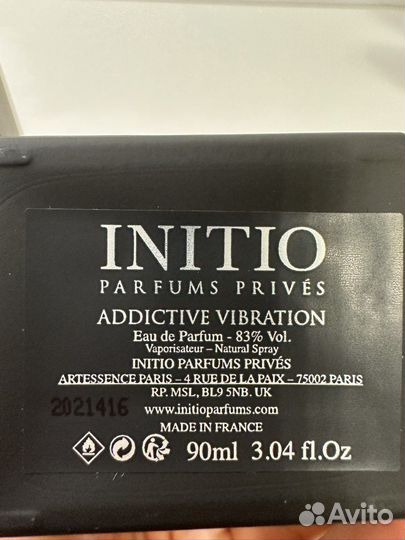 INITIO
PARFUMS PRIVÉS
ADDICTIVE VIBRATION
Eau de Parfum - 83% Vol.
Vaporisateur – Natural Spray
INITIO PARFUMS PRIVÉS
ARTESSENCE PARIS – 4 RUE DE LA PAIX – 75002 PARIS
RP. MSL, BL9 5NB. UK
2021416 www.initioparfums.com
MADE IN FRANCE
90ml 3.04 fl.Oz
Avito